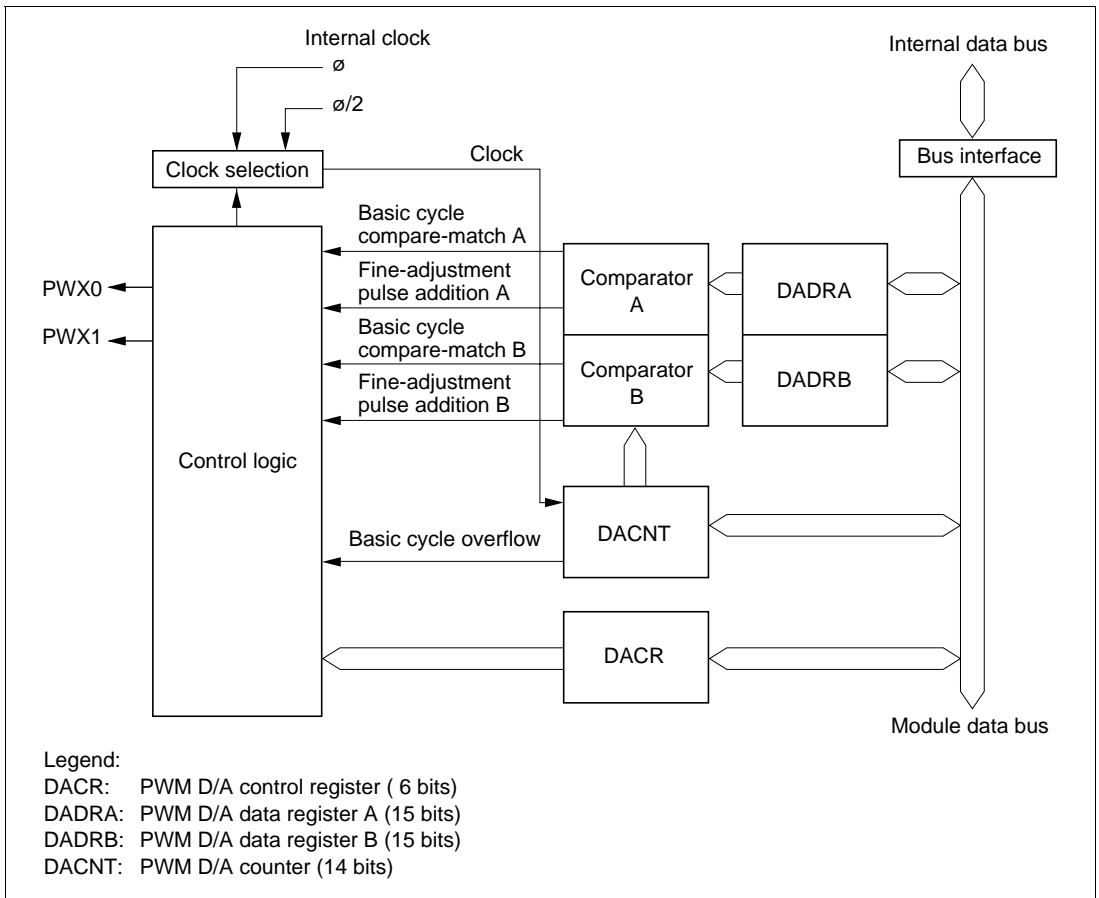 Internal clock
ø
ø/2
Internal data bus
Clock selection
Clock
Bus interface
Basic cycle
compare-match A
Fine-adjustment
pulse addition A
Basic cycle
compare-match B
Fine-adjustment
pulse addition B
PWX0
PWX1
Comparator
A
DADRA
Comparator
B
DADRB
Control logic
DACNT
Basic cycle overflow
DACR
Module data bus
Legend:
DACR: PWM D/A control register ( 6 bits)
DADRA: PWM D/A data register A (15 bits)
DADRB: PWM D/A data register B (15 bits)
DACNT: PWM D/A counter (14 bits)